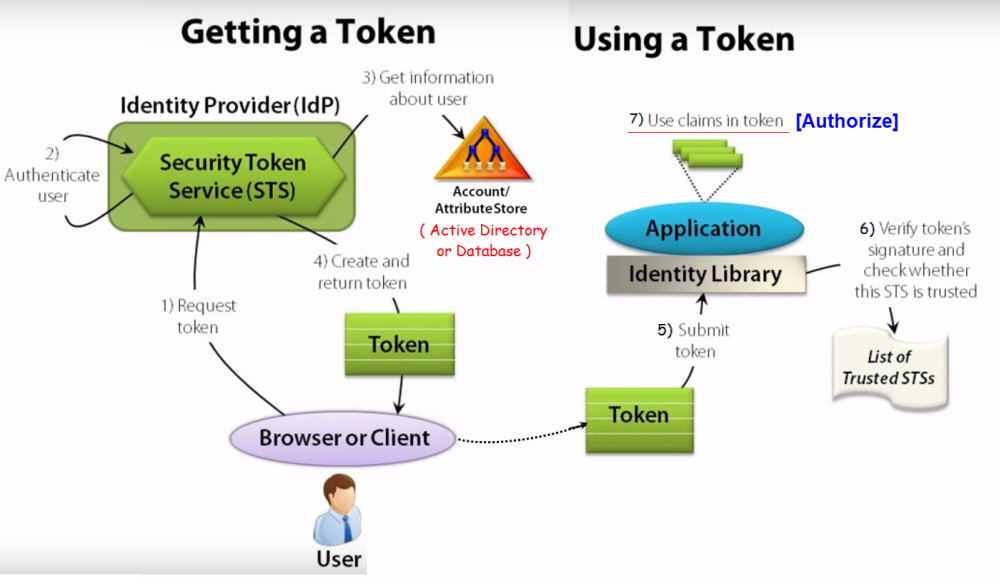 Getting a Token
Using a Token
Identity Provider (IdP)
3) Get information
about user
2)
Authenticate
user
Security Token
Service (STS)
Account/
Attribute Store
( Active Directory
or Database )
1) Request
token
4) Create and
return token
Token
Browser or Client
User
7) Use claims in token [Authorize]
Application
Identity Library
6) Verify token's
signature and
check whether
this STS is trusted
5) Submit
token
Token
List of
Trusted STSs